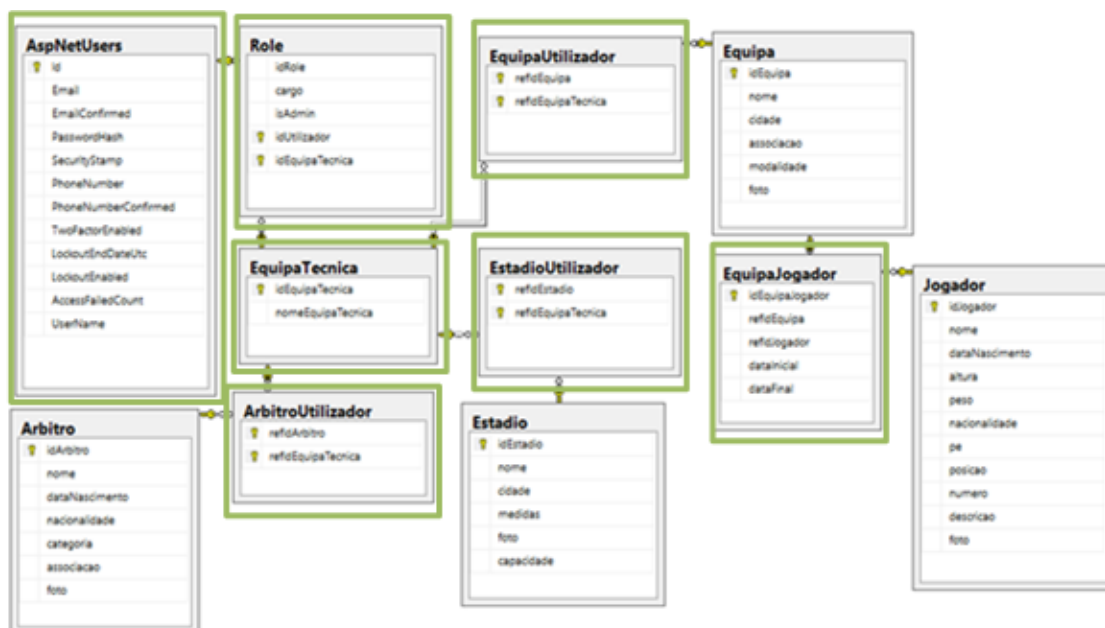 AspNetUsers
Id
Email
EmailConfirmed
PasswordHash
SecurityStamp
PhoneNumber
PhoneNumberConfirmed
TwoFactorEnabled
LockoutEndDateUtc
LockoutEnabled
AccessFailedCount
UserName
Role
idRole
cargo
isAdmin
idUtilizador
idEquipaTecnica
EquipaUtilizador
refIdEquipa
refIdEquipaTecnica
Equipa
idEquipa
nome
cidade
associacao
modalidade
foto
EquipaTecnica
idEquipaTecnica
nomeEquipaTecnica
EstadioUtilizador
refIdEstadio
refIdEquipaTecnica
EquipaJogador
idEquipaJogador
refIdEquipa
refIdJogador
dataInicial
dataFinal
Jogador
idJogador
nome
dataNascimento
altura
peso
nacionalidade
pe
posicao
numero
descricao
foto
Arbitro
idArbitro
nome
dataNascimento
nacionalidade
categoria
associacao
foto
ArbitroUtilizador
refIdArbitro
refIdEquipaTecnica
Estadio
idEstadio
nome
cidade
medidas
foto
capacidade